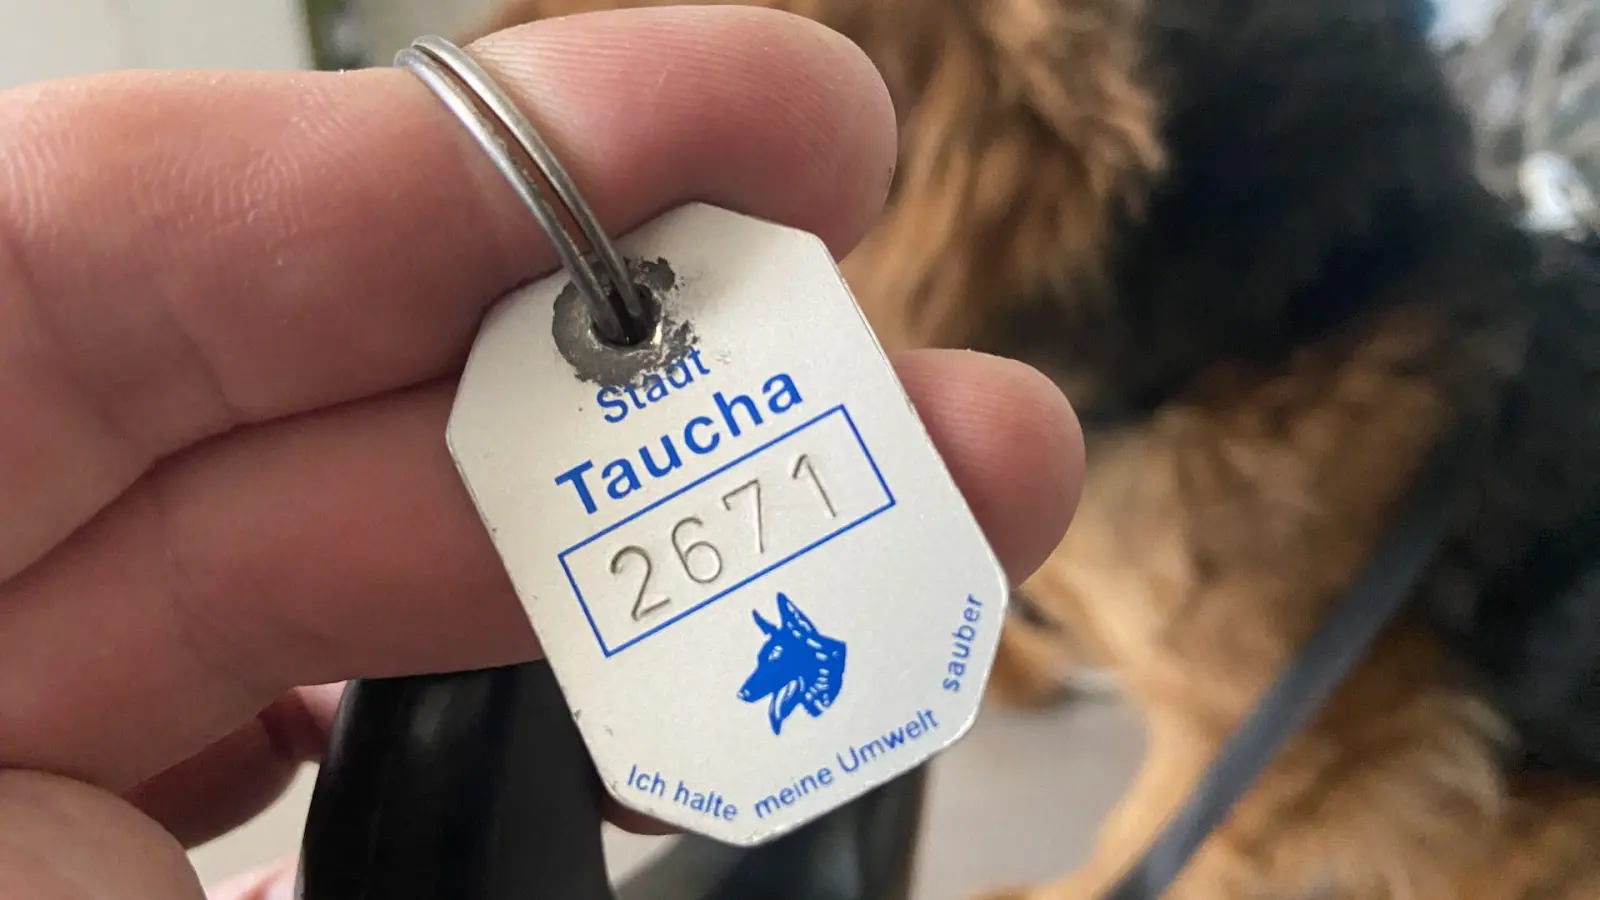 Stadt
Taucha
2671
Ich halte meine Umwelt sauber